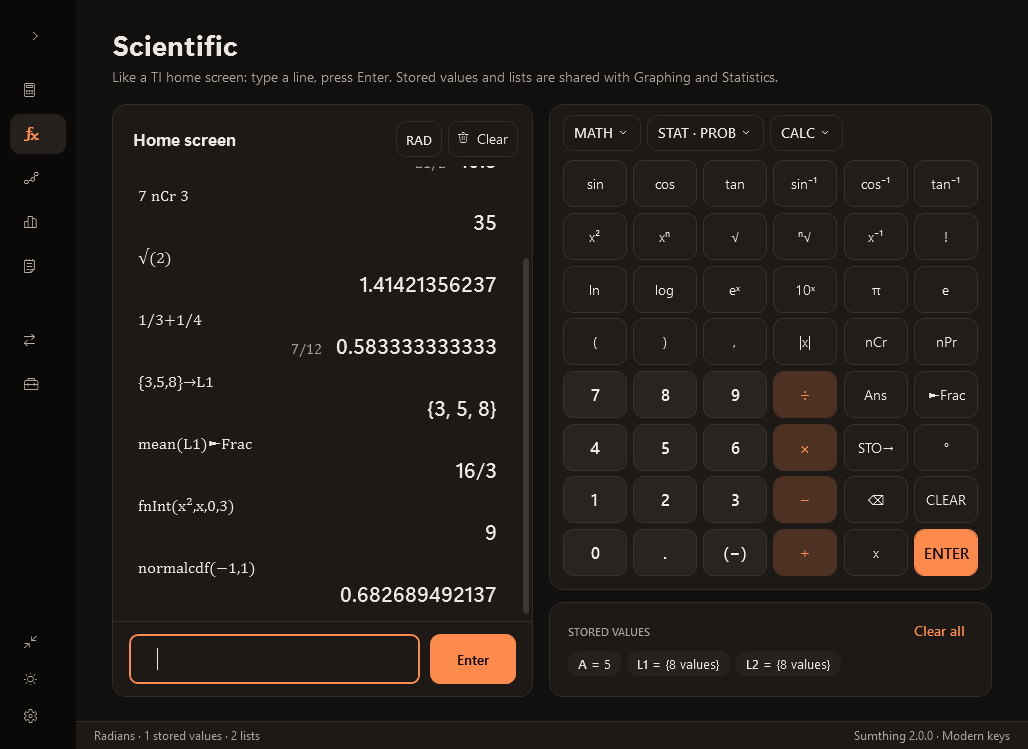 Scientific
Like a TI home screen: type a line, press Enter. Stored values and lists are shared with Graphing and Statistics.
Home screen
RAD
Clear
7 nCr 3
35
√(2)
1.41421356237
1/3+1/4
7/12 0.583333333333
{3,5,8}→L1
{3, 5, 8}
mean(L1)►Frac
16/3
fnInt(x²,x,0,3)
9
normalcdf(−1,1)
0.682689492137
Enter
MATH
STAT · PROB
CALC
sin cos tan sin⁻¹ cos⁻¹ tan⁻¹
x² xⁿ √ ⁿ√ x⁻¹ !
ln log eˣ 10ˣ π e
( ) , |x| nCr nPr
7 8 9 ÷ Ans ►Frac
4 5 6 × STO→ °
1 2 3 − ⌫ CLEAR
0 . (−) + x ENTER
STORED VALUES
Clear all
A = 5 L1 = {8 values} L2 = {8 values}
Radians · 1 stored values · 2 lists
Sumthing 2.0.0 · Modern keys